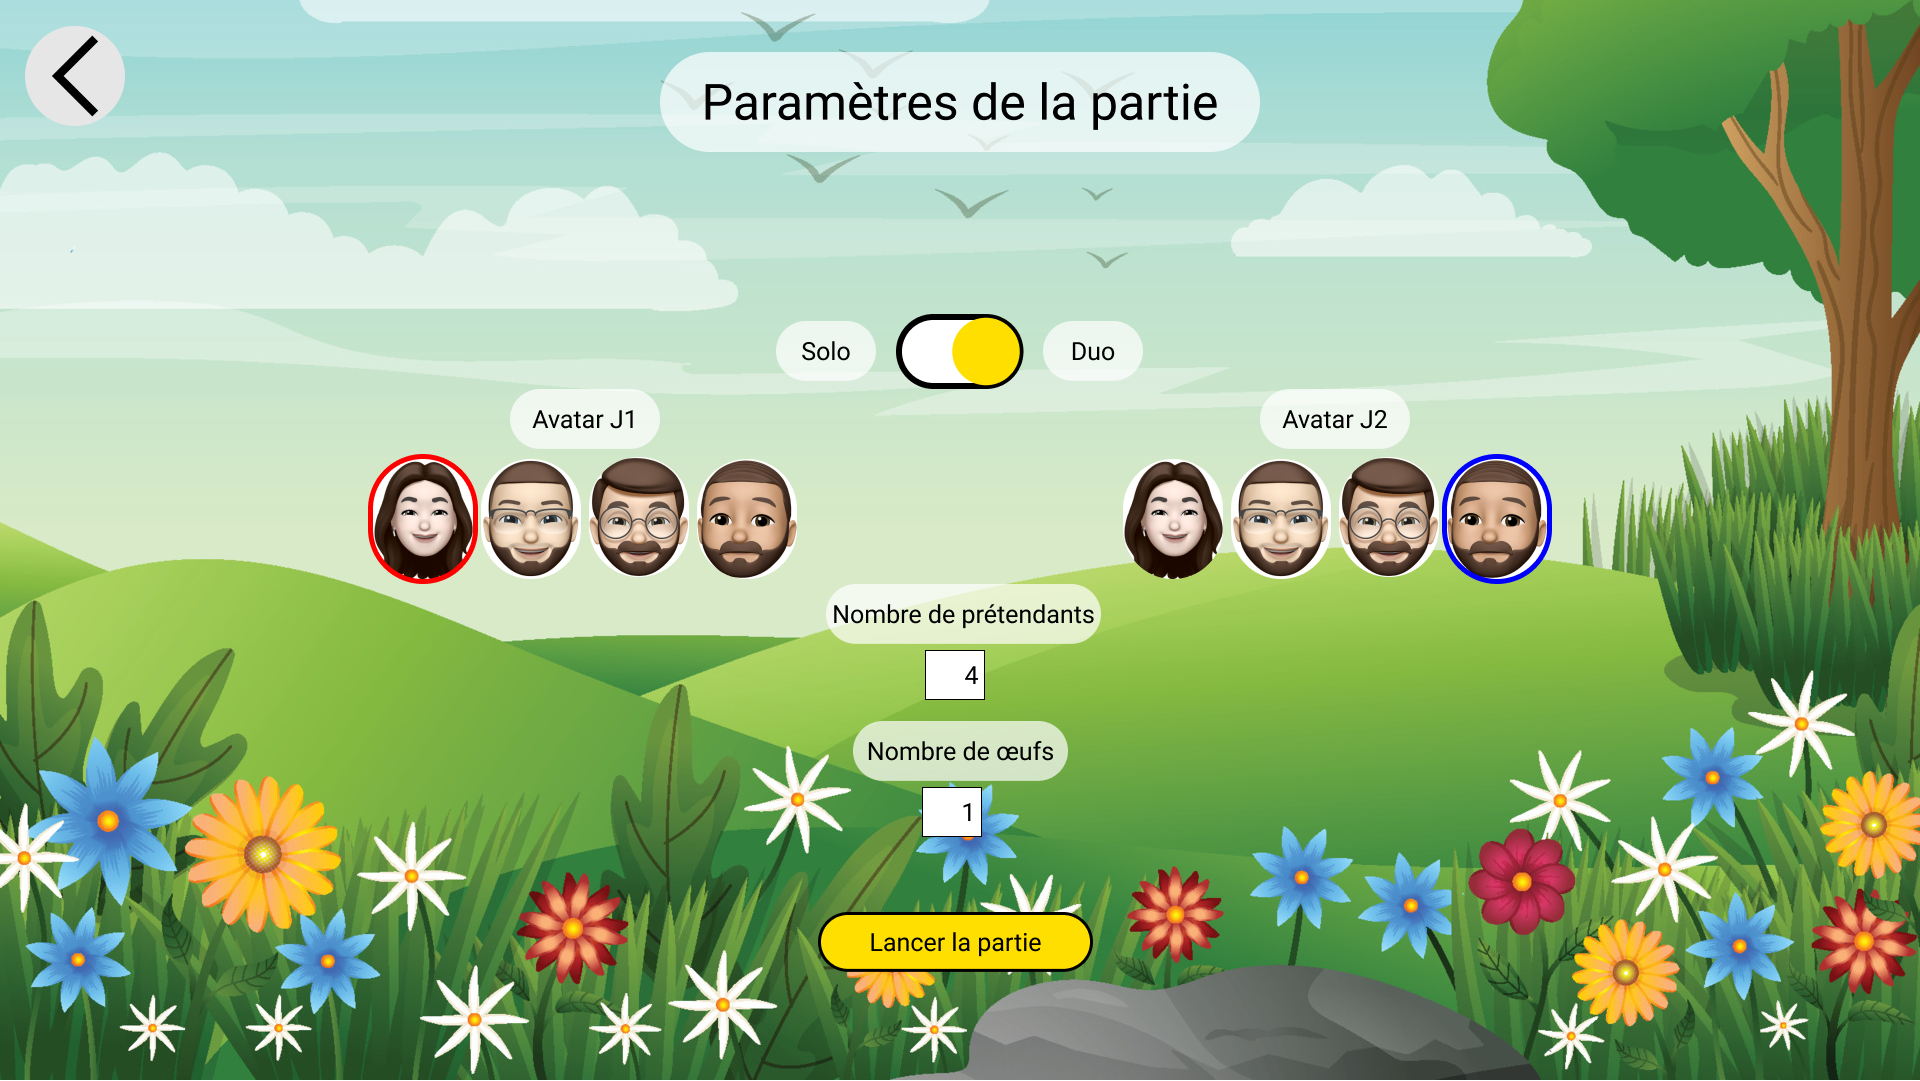 Paramètres de la partie
Solo
Duo
Avatar J1
Avatar J2
Nombre de prétendants
4
Nombre de œufs
1
Lancer la partie